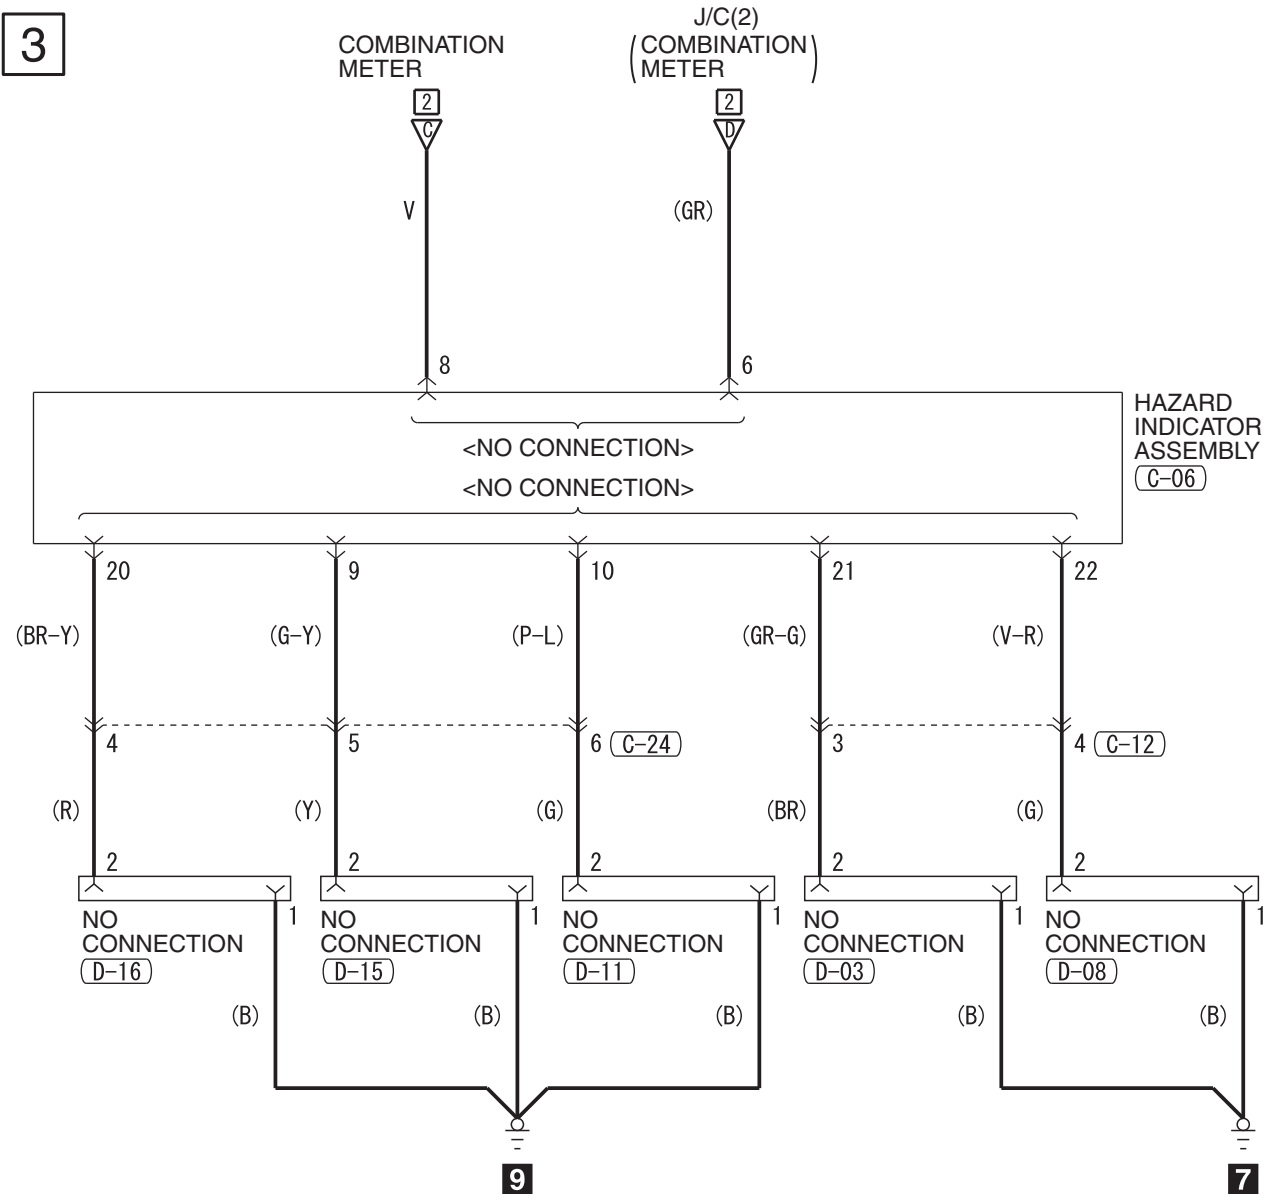 3
J/C(2)
COMBINATION METER
(COMBINATION METER)
2
2
C
D
V
(GR)
8
6
HAZARD
INDICATOR
ASSEMBLY
C-06
<NO CONNECTION>
<NO CONNECTION>
20
9
10
21
22
(BR-Y)
(G-Y)
(P-L)
(GR-G)
(V-R)
4
5
6 C-24
3
4 C-12
(R)
(Y)
(G)
(BR)
(G)
2
2
2
2
2
1
1
1
1
1
NO
CONNECTION
D-16
NO
CONNECTION
D-15
NO
CONNECTION
D-11
NO
CONNECTION
D-03
NO
CONNECTION
D-08
(B)
(B)
(B)
(B)
(B)
9
7